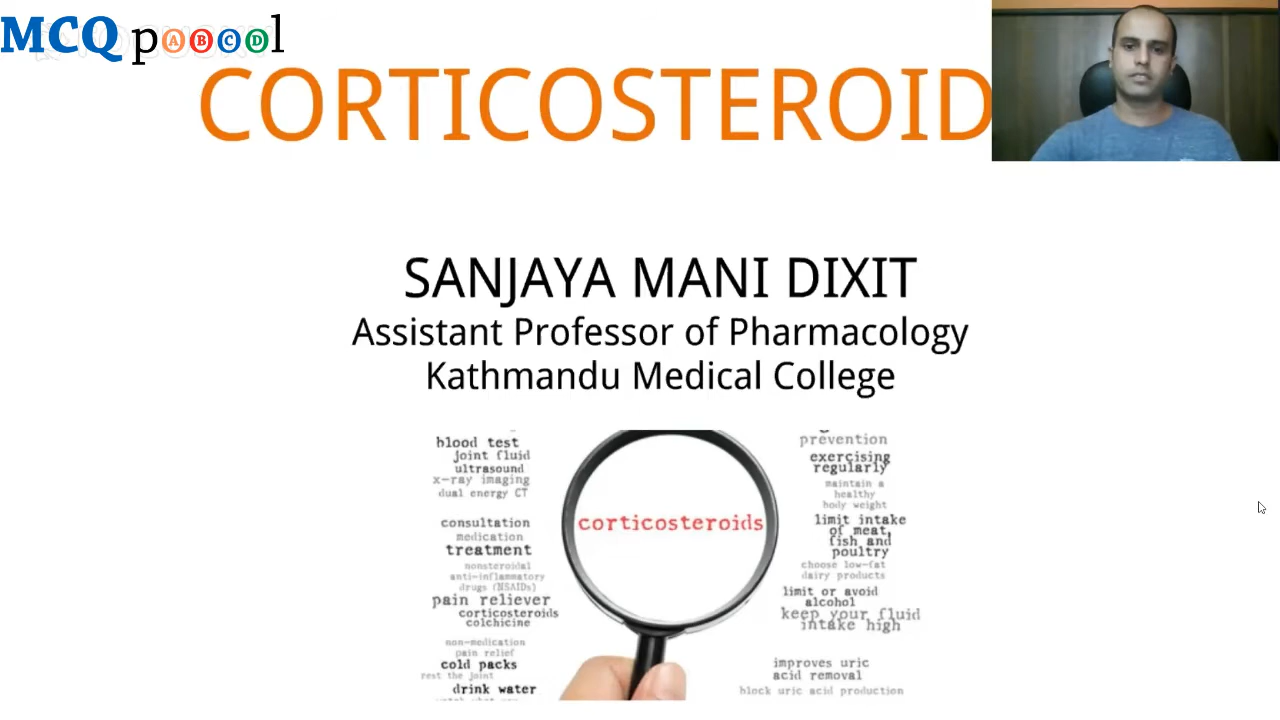 MCQ pABCDl
CORTICOSTEROID
SANJAYA MANI DIXIT
Assistant Professor of Pharmacology
Kathmandu Medical College
blood test
joint fluid
ultrasound
x-ray imaging
dual energy CT
consultation
medication
treatment
nonsteroidal
anti-inflammatory
drugs (NSAIDs)
pain reliever
corticosteroids
colchicine
non-medication
pain relief
cold packs
rest the joint
drink water
corticosteroids
prevention
exercising
regularly
maintain a
healthy
body weight
limit intake
of meat,
fish and
poultry
choose low-fat
dairy products
limit or avoid
alcohol
keep your fluid
intake high
improves uric
acid removal
block uric acid production